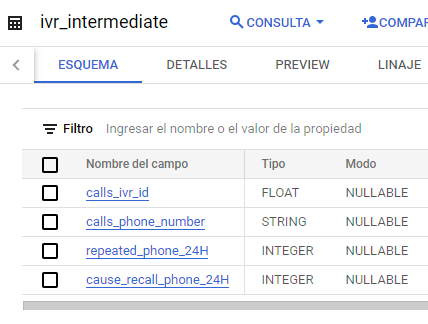 ivr_intermediate CONSULTA COMPAR
ESQUEMA DETALLES PREVIEW LINAJE
Filtro Ingresar el nombre o el valor de la propiedad
Nombre del campo Tipo Modo
calls_ivr_id FLOAT NULLABLE
calls_phone_number STRING NULLABLE
repeated_phone_24H INTEGER NULLABLE
cause_recall_phone_24H INTEGER NULLABLE